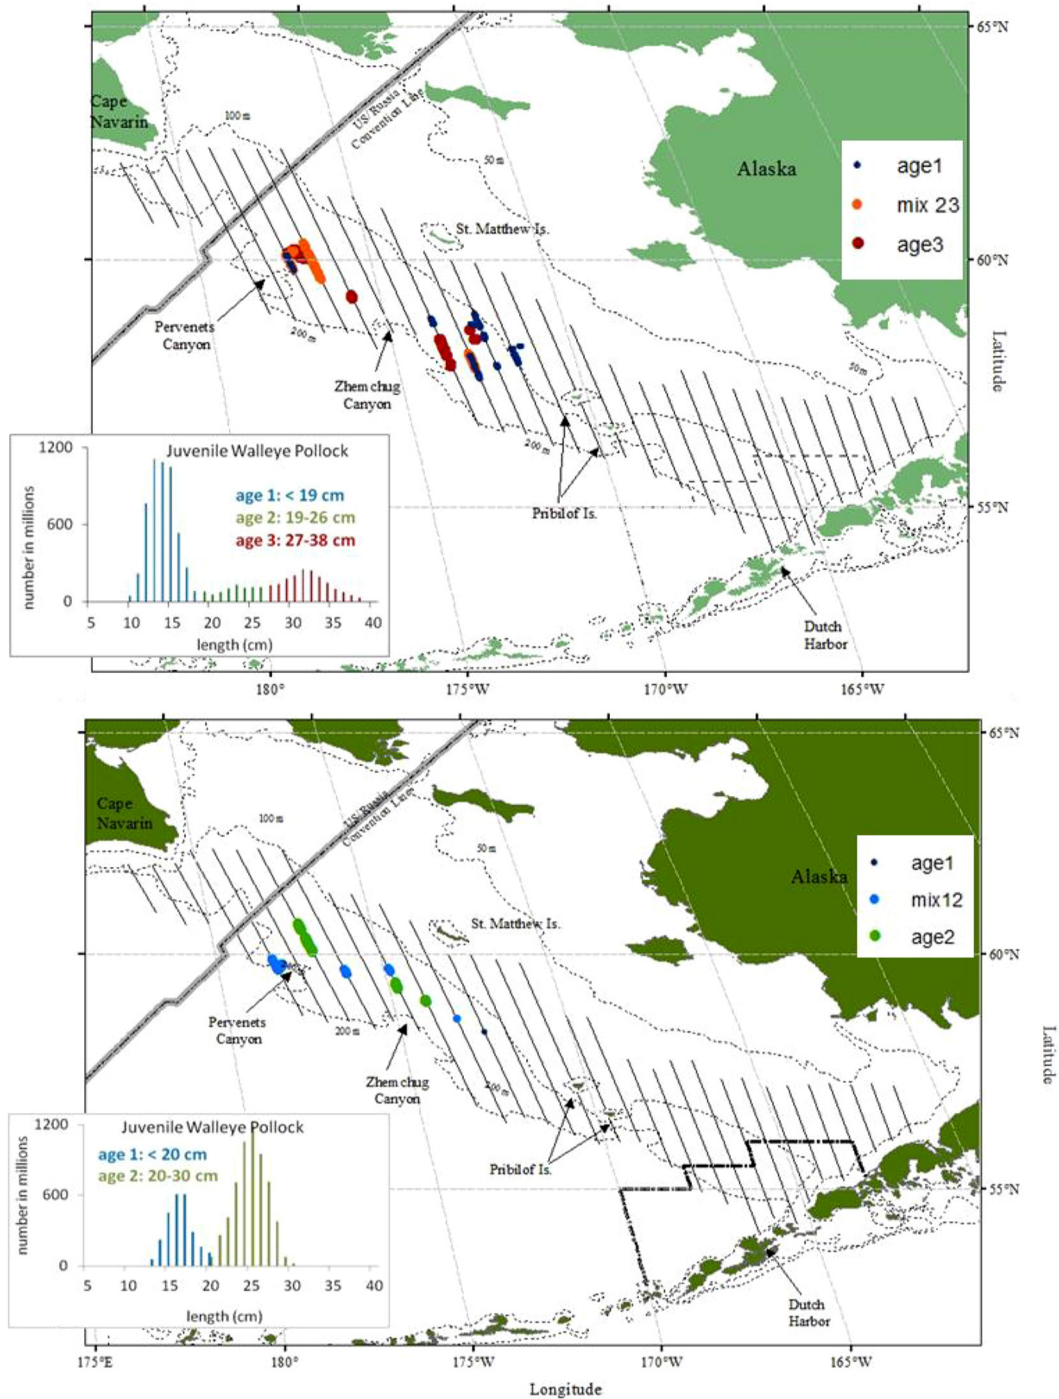 65°N
Cape
Navarin
US/Russia
Convention Line
100 m
50 m
age1
mix 23
age3
Alaska
St. Matthew Is.
60°N
Pervenets
Canyon
200 m
Zhemchug
Canyon
50 m
Latitude
200 m
Pribilof Is.
55°N
Dutch
Harbor
Juvenile Walleye Pollock
1200
600
0
number in millions
age 1: < 19 cm
age 2: 19-26 cm
age 3: 27-38 cm
5 10 15 20 25 30 35 40
length (cm)
180° 175°W 170°W 165°W
65°N
Cape
Navarin
US/Russia
Convention Line
100 m
50 m
age1
mix12
age2
Alaska
St. Matthew Is.
60°N
Pervenets
Canyon
200 m
Zhemchug
Canyon
200 m
Latitude
Pribilof Is.
55°N
Dutch
Harbor
Juvenile Walleye Pollock
1200
600
0
number in millions
age 1: < 20 cm
age 2: 20-30 cm
5 10 15 20 25 30 35 40
length (cm)
175°E 180° 175°W 170°W 165°W
Longitude